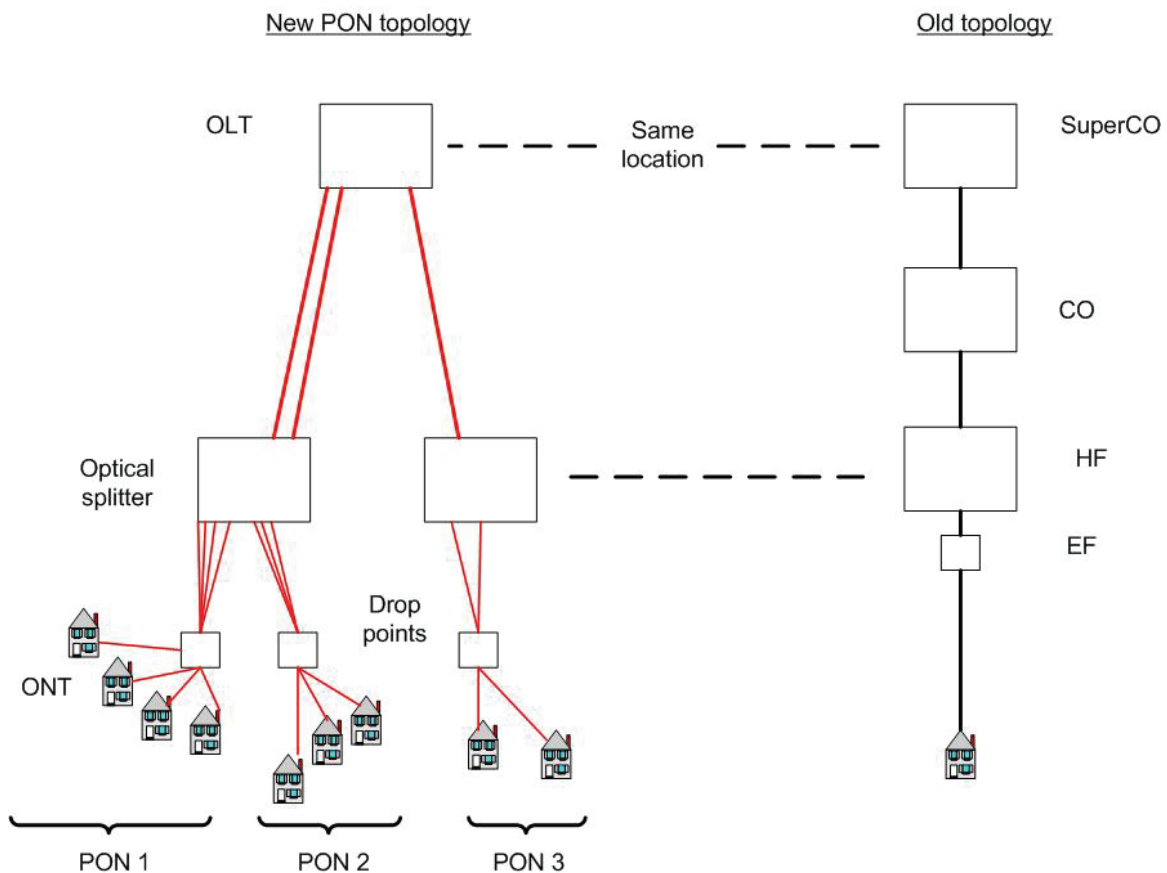 New PON topology
Old topology
OLT
Same
location
SuperCO
CO
Optical
splitter
HF
EF
Drop
points
ONT
PON 1
PON 2
PON 3